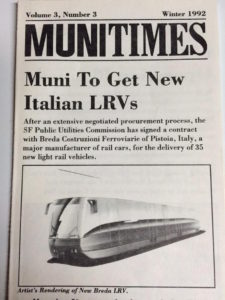 Volume 3, Number 3 Winter 1992
MUNITIMES
Muni To Get New
Italian LRVs
After an extensive negotiated procurement process, the
SF Public Utilities Commission has signed a contract
with Breda Costruzioni Ferroviarie of Pistoia, Italy, a
major manufacturer of rail cars, for the delivery of 35
new light rail vehicles.
Artist's Rendering of New Breda LRV.